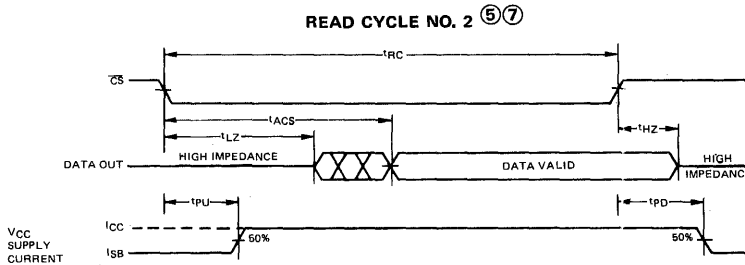 READ CYCLE NO. 2 ⑤⑦
tRC
CS
tACS
tLZ
tHZ
DATA OUT
HIGH IMPEDANCE
DATA VALID
HIGH
IMPEDANC
tPU
tPD
VCC
SUPPLY
CURRENT
ICC
ISB
50%
50%